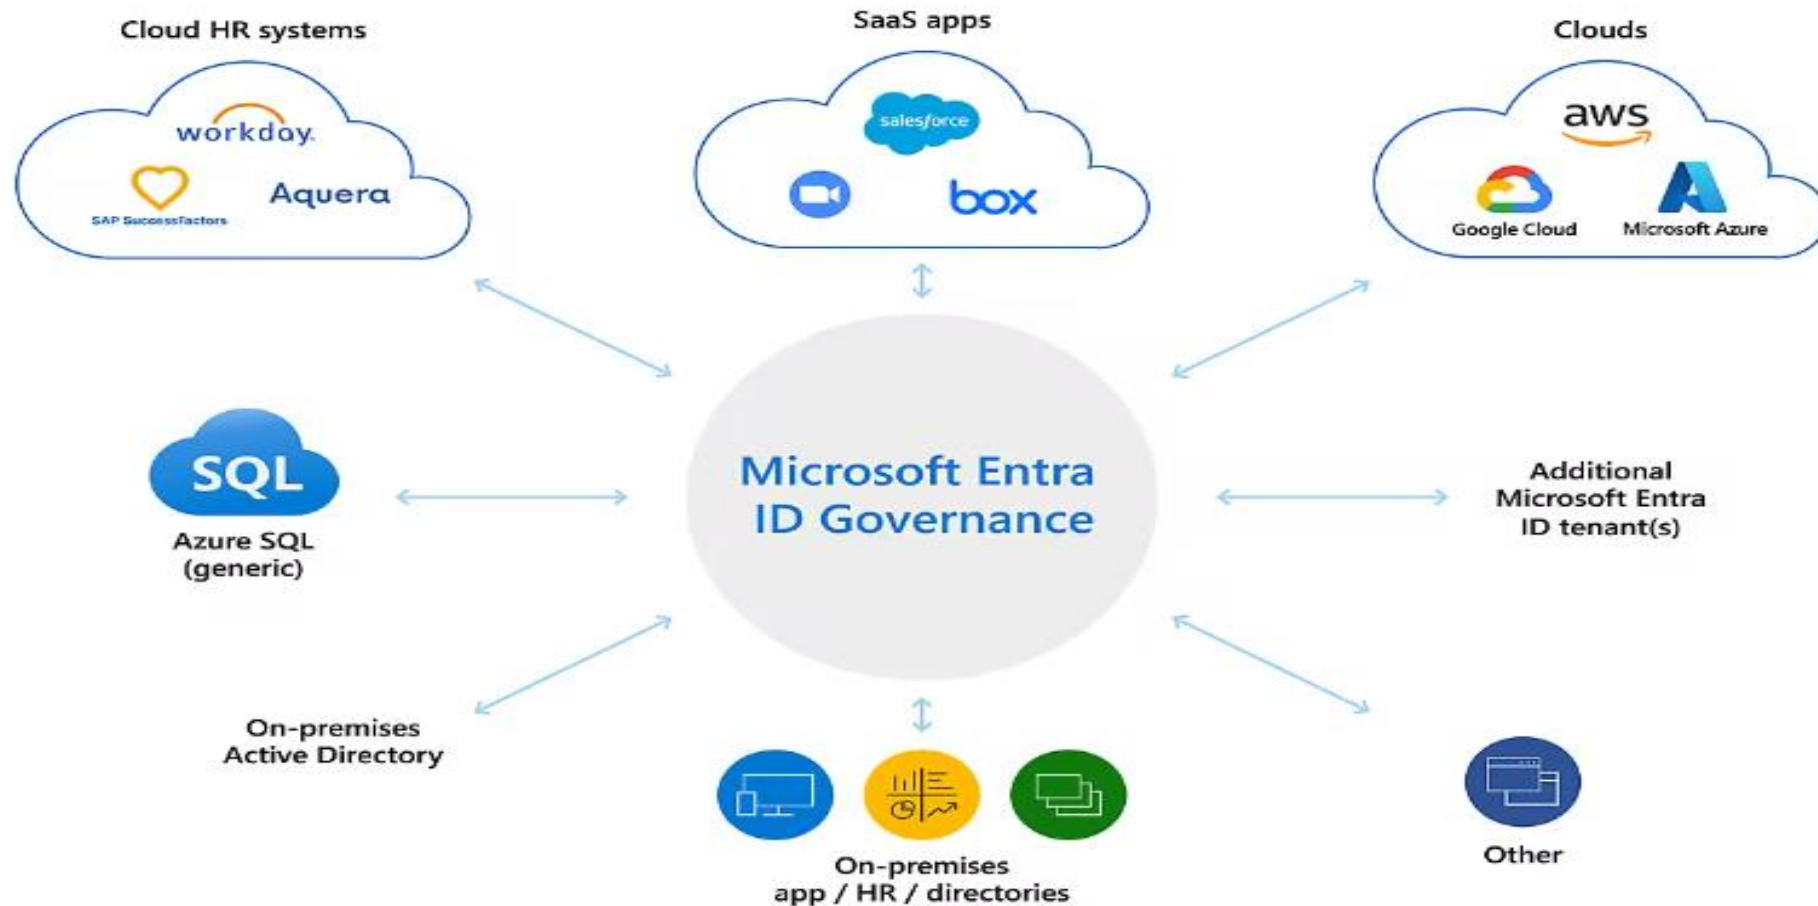 Cloud HR systems
SaaS apps
Clouds
workday.
SAP SuccessFactors
Aquera
salesforce
box
aws
Google Cloud
Microsoft Azure
SQL
Azure SQL
(generic)
Microsoft Entra
ID Governance
Additional
Microsoft Entra
ID tenant(s)
On-premises
Active Directory
On-premises
app / HR / directories
Other